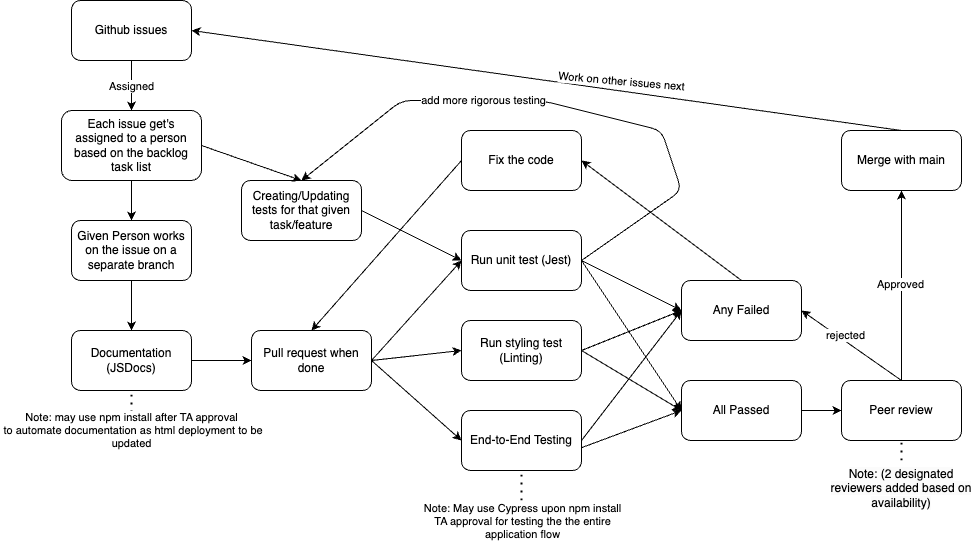 Github issues
Assigned
Each issue get's
assigned to a person
based on the backlog
task list
Given Person works
on the issue on a
separate branch
Documentation
(JSDocs)
Note: may use npm install after TA approval
to automate documentation as html deployment to be
updated
Creating/Updating
tests for that given
task/feature
Pull request when
done
add more rigorous testing
Fix the code
Run unit test (Jest)
Run styling test
(Linting)
End-to-End Testing
Note: May use Cypress upon npm install
TA approval for testing the the entire
application flow
Work on other issues next
Any Failed
All Passed
Merge with main
Approved
rejected
Peer review
Note: (2 designated
reviewers added based on
availability)